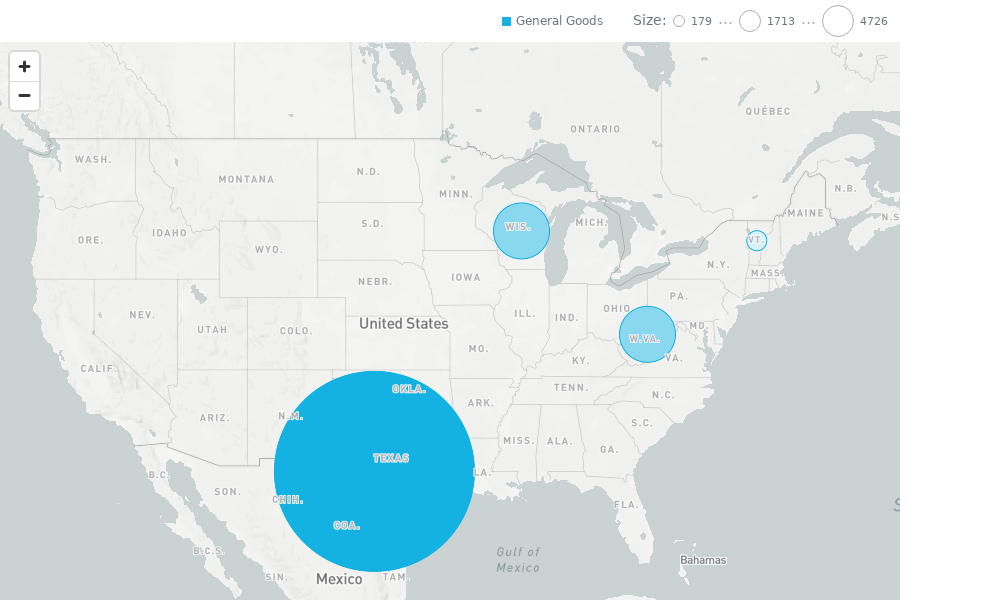 General Goods Size: 179 ... 1713 ... 4726
+
−
QUÉBEC
ONTARIO
WASH.
N.D.
MONTANA
MINN.
N.B.
MAINE
N.S
ORE.
IDAHO
S.D.
WIS.
MICH.
VT.
WYO.
N.Y.
MASS.
NEBR.
IOWA
PA.
NEV.
UTAH
COLO.
United States
ILL.
IND.
OHIO
MD.
W.VA.
VA.
CALIF.
MO.
KY.
OKLA.
TENN.
N.C.
ARIZ.
N.M.
ARK.
S.C.
MISS.
ALA.
GA.
TEXAS
LA.
B.C.
SON.
CHIH.
FLA.
COA.
B.C.S.
Gulf of
Mexico
Bahamas
SIN.
Mexico
TAM.